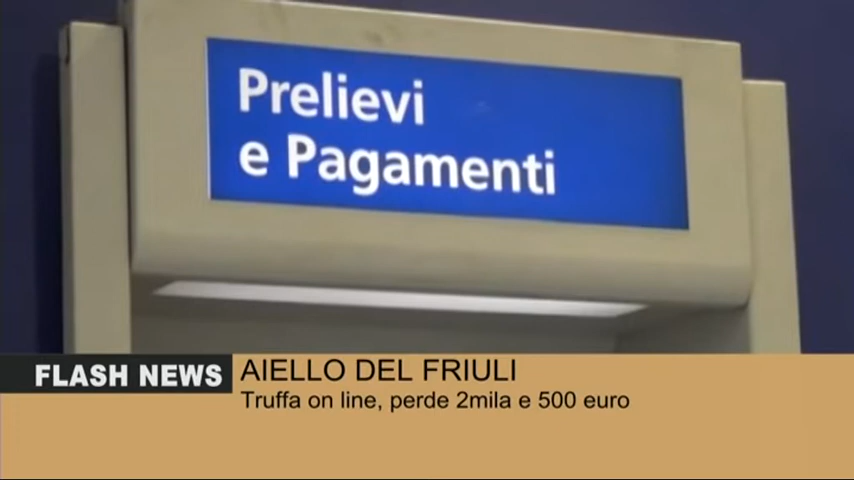 Prelievi
e Pagamenti
FLASH NEWS
AIELLO DEL FRIULI
Truffa on line, perde 2mila e 500 euro